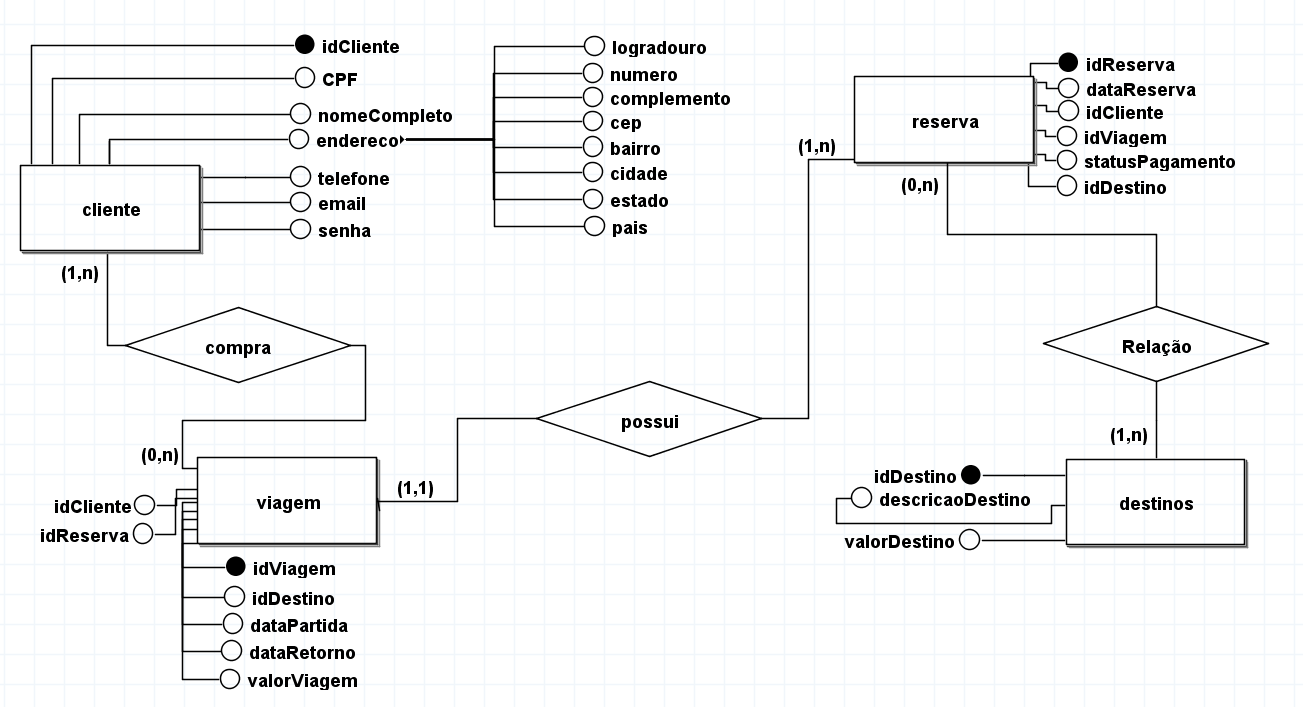 idCliente
CPF
nomeCompleto
endereco
telefone
email
senha
cliente
(1,n)
logradouro
numero
complemento
cep
bairro
cidade
estado
pais
reserva
idReserva
dataReserva
idCliente
idViagem
statusPagamento
idDestino
(1,n)
(0,n)
compra
Relação
possui
(0,n)
(1,1)
(1,n)
viagem
idCliente
idReserva
idViagem
idDestino
dataPartida
dataRetorno
valorViagem
idDestino
descricaoDestino
valorDestino
destinos